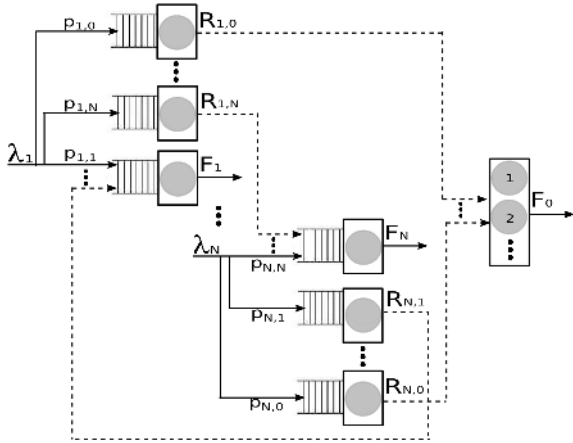 p1,0
R1,0
p1,N
R1,N
λ1
p1,1
F1
1
2
F0
λN
pN,N
FN
pN,1
RN,1
pN,0
RN,0